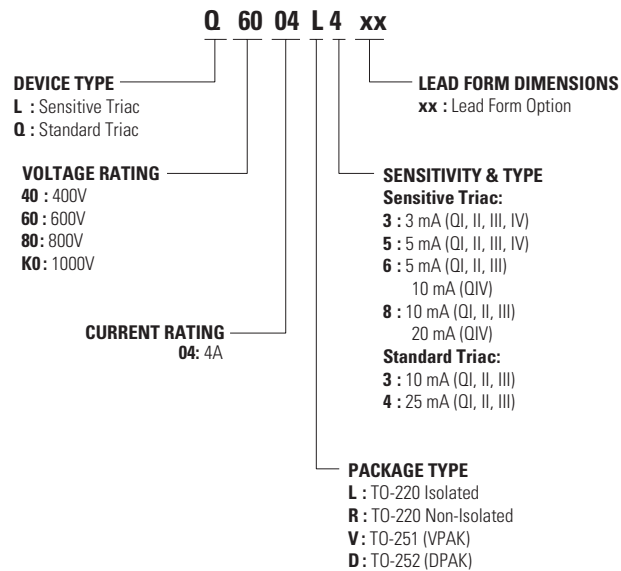 Q 60 04 L 4 xx
DEVICE TYPE
L : Sensitive Triac
Q : Standard Triac
VOLTAGE RATING
40 : 400V
60 : 600V
80: 800V
K0: 1000V
CURRENT RATING
04: 4A
LEAD FORM DIMENSIONS
xx : Lead Form Option
SENSITIVITY & TYPE
Sensitive Triac:
3 : 3 mA (QI, II, III, IV)
5 : 5 mA (QI, II, III, IV)
6 : 5 mA (QI, II, III)
10 mA (QIV)
8 : 10 mA (QI, II, III)
20 mA (QIV)
Standard Triac:
3 : 10 mA (QI, II, III)
4 : 25 mA (QI, II, III)
PACKAGE TYPE
L : TO-220 Isolated
R : TO-220 Non-Isolated
V : TO-251 (VPAK)
D : TO-252 (DPAK)